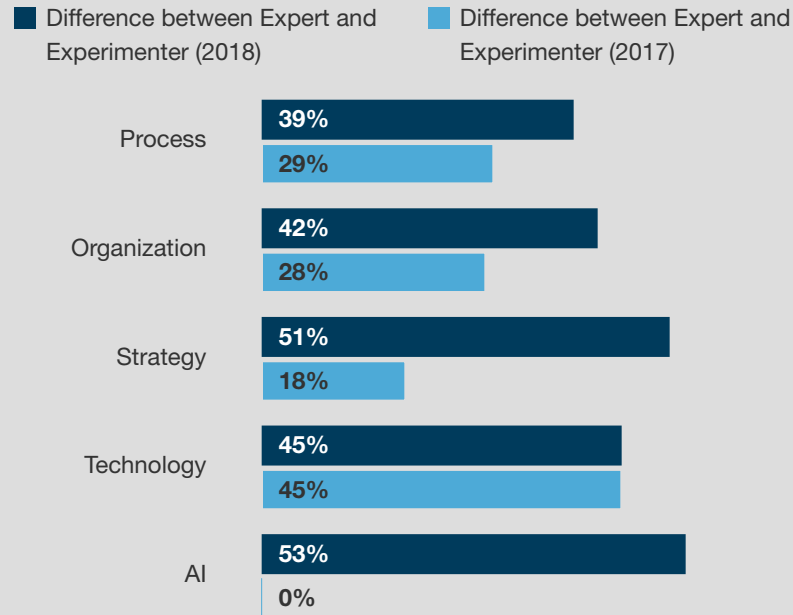 Difference between Expert and
Experimenter (2018)
Difference between Expert and
Experimenter (2017)
Process
39%
29%
Organization
42%
28%
Strategy
51%
18%
Technology
45%
45%
AI
53%
0%